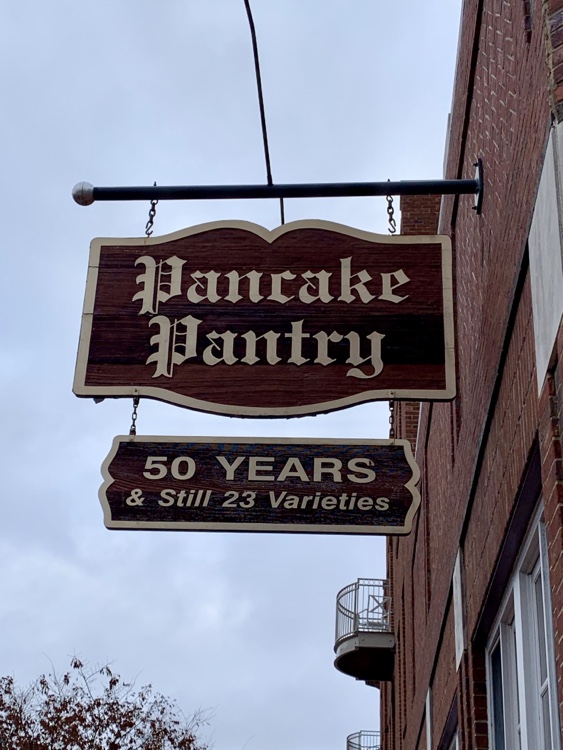 Pancake
Pantry
50 YEARS
& Still 23 Varieties